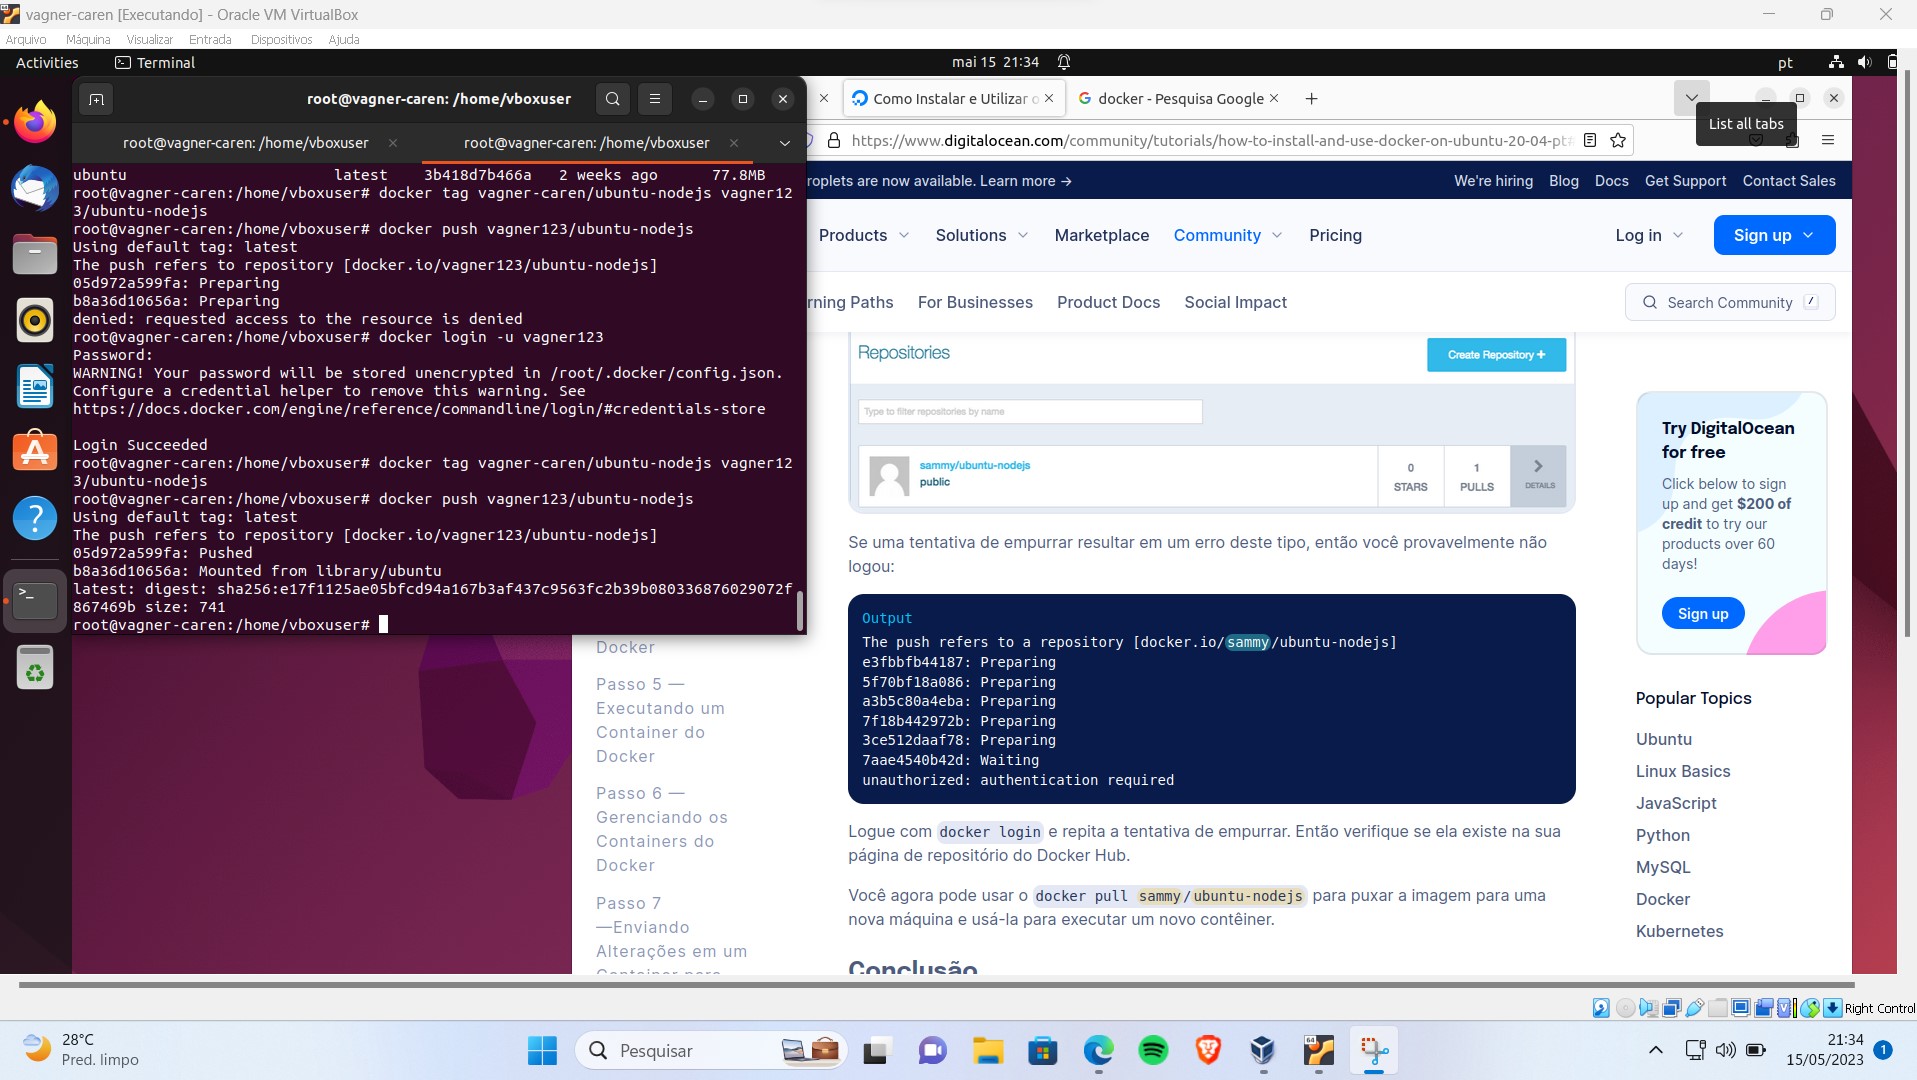 vagner-caren [Executando] - Oracle VM VirtualBox
Arquivo Máquina Visualizar Entrada Dispositivos Ajuda
Activities Terminal mai 15 21:34 pt
root@vagner-caren: /home/vboxuser
root@vagner-caren: /home/vboxuser root@vagner-caren: /home/vboxuser
ubuntu latest 3b418d7b466a 2 weeks ago 77.8MB
root@vagner-caren:/home/vboxuser# docker tag vagner-caren/ubuntu-nodejs vagner12
3/ubuntu-nodejs
root@vagner-caren:/home/vboxuser# docker push vagner123/ubuntu-nodejs
Using default tag: latest
The push refers to repository [docker.io/vagner123/ubuntu-nodejs]
05d972a599fa: Preparing
b8a36d10656a: Preparing
denied: requested access to the resource is denied
root@vagner-caren:/home/vboxuser# docker login -u vagner123
Password:
WARNING! Your password will be stored unencrypted in /root/.docker/config.json.
Configure a credential helper to remove this warning. See
https://docs.docker.com/engine/reference/commandline/login/#credentials-store
Login Succeeded
root@vagner-caren:/home/vboxuser# docker tag vagner-caren/ubuntu-nodejs vagner12
3/ubuntu-nodejs
root@vagner-caren:/home/vboxuser# docker push vagner123/ubuntu-nodejs
Using default tag: latest
The push refers to repository [docker.io/vagner123/ubuntu-nodejs]
05d972a599fa: Pushed
b8a36d10656a: Mounted from library/ubuntu
latest: digest: sha256:e17f1125ae05bfcd94a167b3af437c9563fc2b39b080336876029072f
867469b size: 741
root@vagner-caren:/home/vboxuser#
Como Instalar e Utilizar o docker - Pesquisa Google
List all tabs
https://www.digitalocean.com/community/tutorials/how-to-install-and-use-docker-on-ubuntu-20-04-pt#
roplets are now available. Learn more → We're hiring Blog Docs Get Support Contact Sales
Products Solutions Marketplace Community Pricing Log in Sign up
rning Paths For Businesses Product Docs Social Impact Search Community /
Repositories Create Repository +
Type to filter repositories by name
sammy/ubuntu-nodejs
public
0
STARS
1
PULLS
DETAILS
Se uma tentativa de empurrar resultar em um erro deste tipo, então você provavelmente não
logou:
Output
The push refers to a repository [docker.io/sammy/ubuntu-nodejs]
e3fbbfb44187: Preparing
5f70bf18a086: Preparing
a3b5c80a4eba: Preparing
7f18b442972b: Preparing
3ce512daaf78: Preparing
7aae4540b42d: Waiting
unauthorized: authentication required
Logue com docker login e repita a tentativa de empurrar. Então verifique se ela existe na sua
página de repositório do Docker Hub.
Você agora pode usar o docker pull sammy/ubuntu-nodejs para puxar a imagem para uma
nova máquina e usá-la para executar um novo contêiner.
Conclusão
Docker
Passo 5 —
Executando um
Container do
Docker
Passo 6 —
Gerenciando os
Containers do
Docker
Passo 7
—Enviando
Alterações em um
Container para
Try DigitalOcean
for free
Click below to sign
up and get $200 of
credit to try our
products over 60
days!
Sign up
Popular Topics
Ubuntu
Linux Basics
JavaScript
Python
MySQL
Docker
Kubernetes
Right Control
28°C
Pred. limpo
Pesquisar
64
21:34
15/05/2023
1